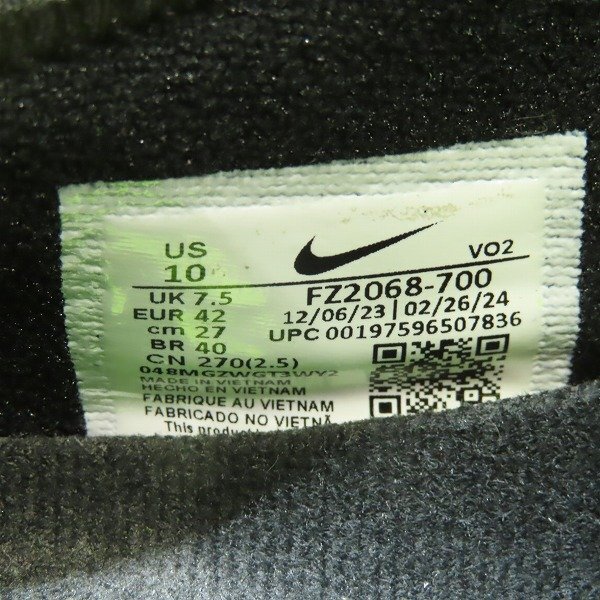 US
10
UK 7.5
EUR 42
cm 27
BR 40
CN 270(2.5)
VO2
FZ2068-700
12/06/23 | 02/26/24
UPC 00197596507836
048MGZWGT3WY2
MADE IN VIETNAM
HECHO EN VIETNAM
FABRIQUE AU VIETNAM
FABRICADO NO VIETNÃ
This